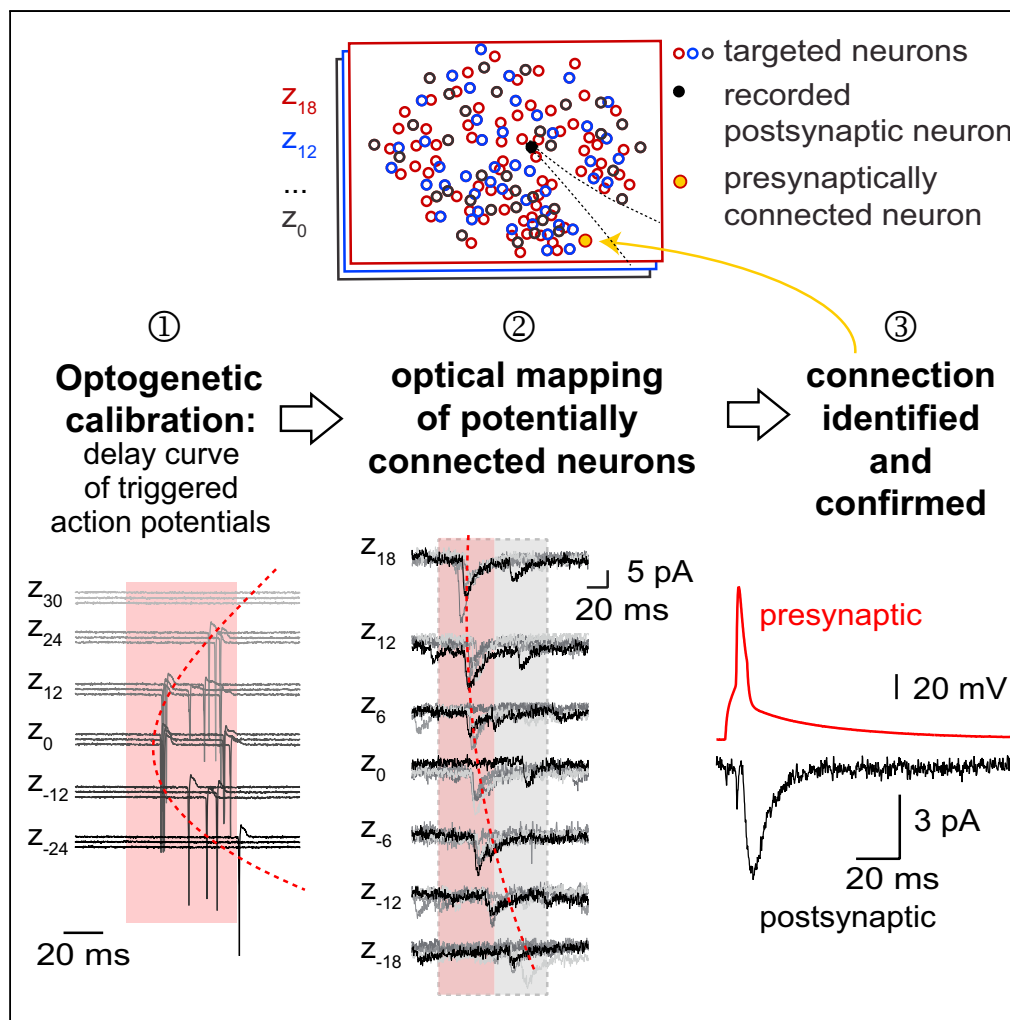 z18
z12
...
z0
targeted neurons
recorded
postsynaptic neuron
presynaptically
connected neuron
①
Optogenetic
calibration:
delay curve
of triggered
action potentials
z30
z24
z12
z0
z-12
z-24
20 ms
②
optical mapping
of potentially
connected neurons
z18
z12
z6
z0
z-6
z-12
z-18
5 pA
20 ms
③
connection
identified
and
confirmed
presynaptic
20 mV
3 pA
20 ms
postsynaptic